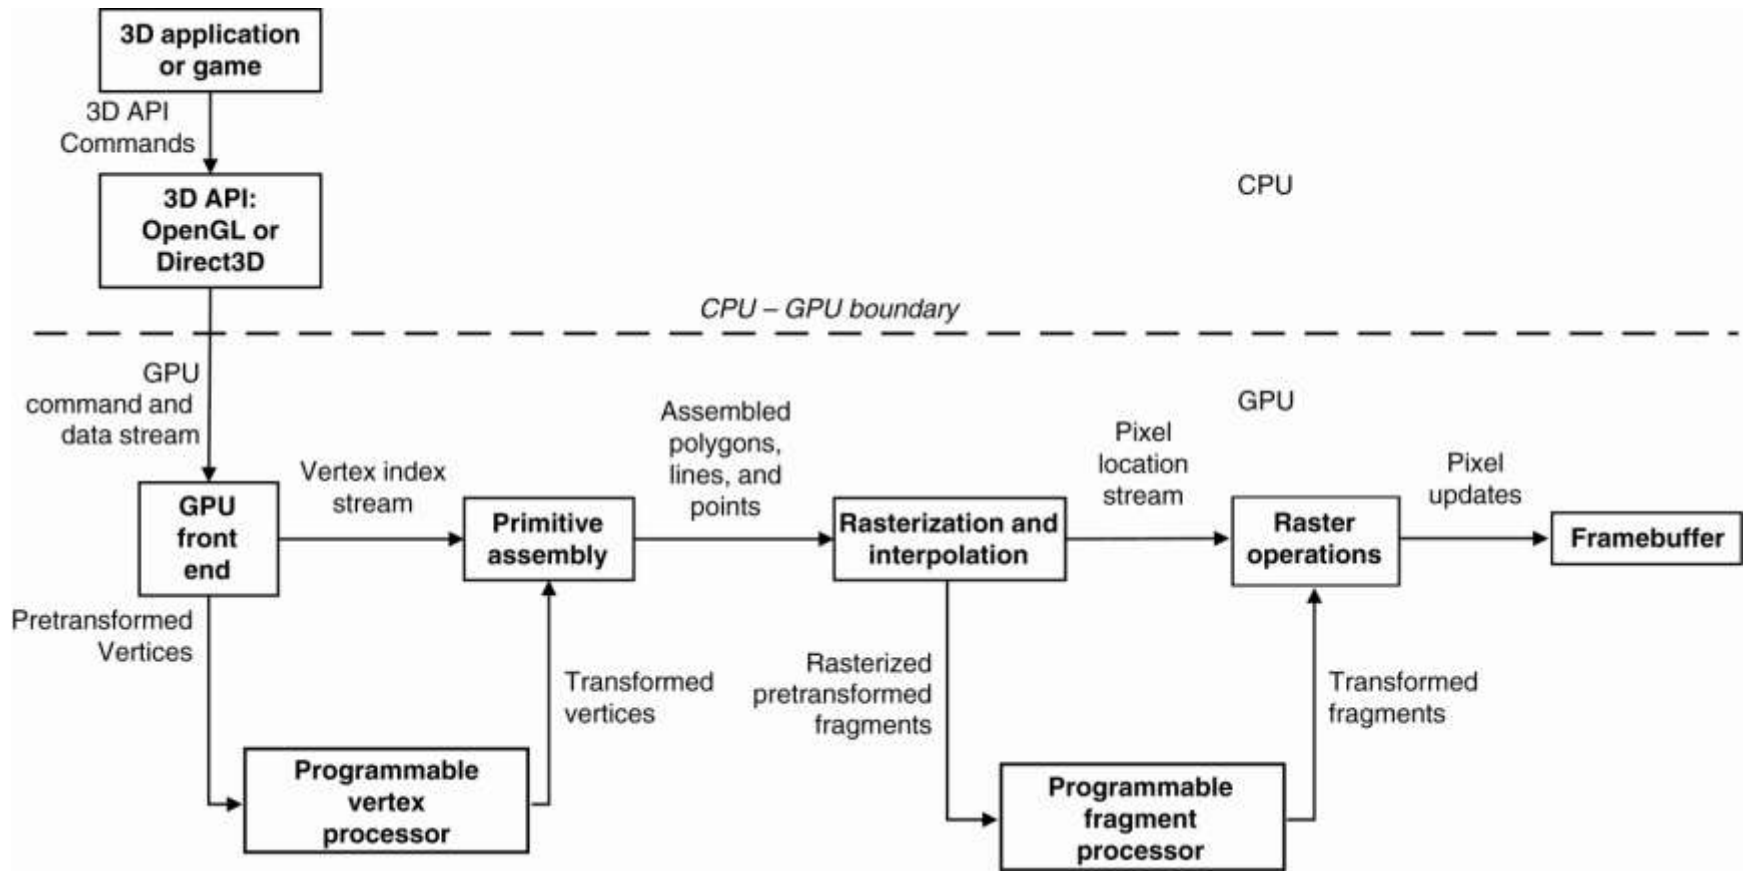 3D application
or game
3D API
Commands
3D API:
OpenGL or
Direct3D
CPU
CPU – GPU boundary
GPU
command and
data stream
GPU
GPU
front
end
Vertex index
stream
Primitive
assembly
Assembled
polygons,
lines, and
points
Rasterization and
interpolation
Pixel
location
stream
Raster
operations
Pixel
updates
Framebuffer
Pretransformed
Vertices
Programmable
vertex
processor
Transformed
vertices
Rasterized
pretransformed
fragments
Programmable
fragment
processor
Transformed
fragments